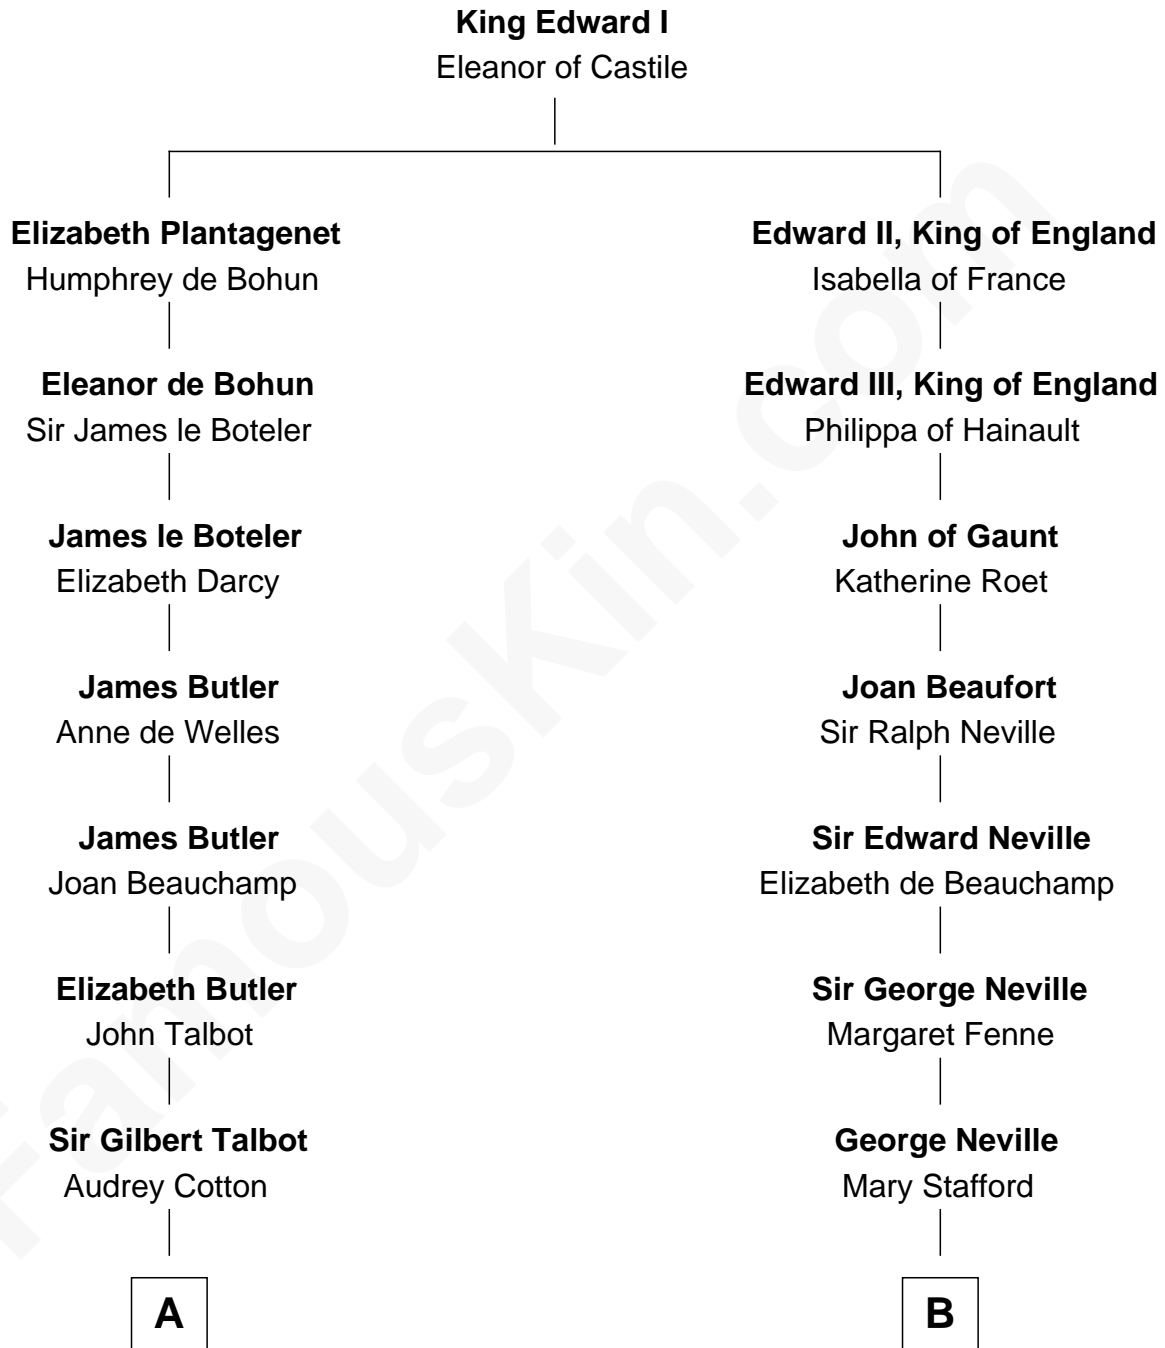 King Edward I
Eleanor of Castile
Elizabeth Plantagenet
Humphrey de Bohun
Eleanor de Bohun
Sir James le Boteler
James le Boteler
Elizabeth Darcy
James Butler
Anne de Welles
James Butler
Joan Beauchamp
Elizabeth Butler
John Talbot
Sir Gilbert Talbot
Audrey Cotton
A
Edward II, King of England
Isabella of France
Edward III, King of England
Philippa of Hainault
John of Gaunt
Katherine Roet
Joan Beaufort
Sir Ralph Neville
Sir Edward Neville
Elizabeth de Beauchamp
Sir George Neville
Margaret Fenne
George Neville
Mary Stafford
B
FamousKin.com